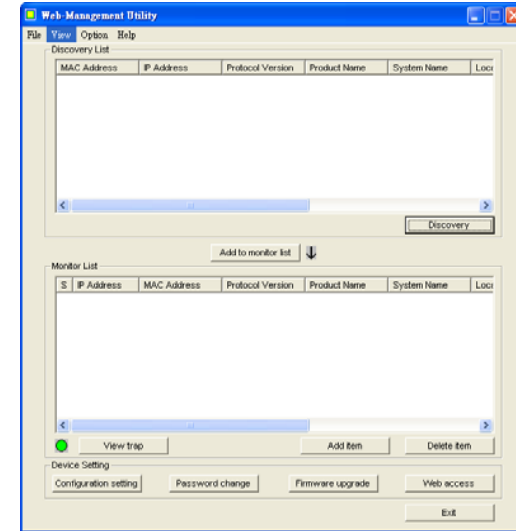 Web-Management Utility
File View Option Help
Discovery List
MAC Address IP Address Protocol Version Product Name System Name Loca
Discovery
Add to monitor list
Monitor List
S IP Address MAC Address Protocol Version Product Name System Name Loca
View trap Add item Delete item
Device Setting
Configuration setting Password change Firmware upgrade Web access
Exit